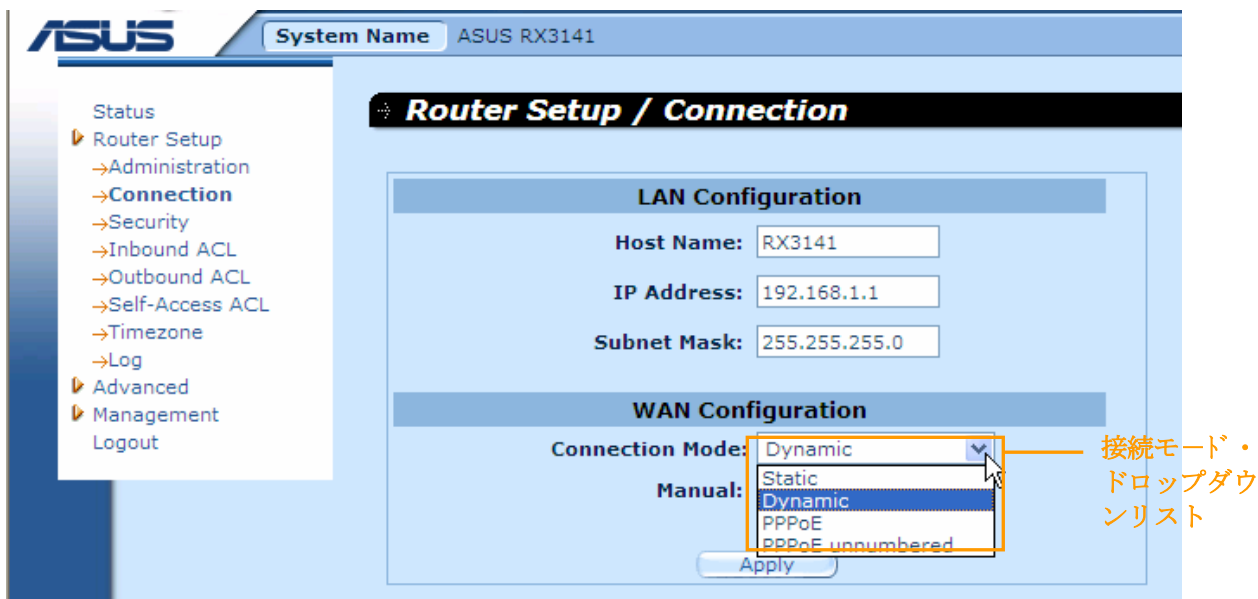 ASUS
System Name ASUS RX3141
Status
Router Setup
→Administration
→Connection
→Security
→Inbound ACL
→Outbound ACL
→Self-Access ACL
→Timezone
→Log
Advanced
Management
Logout
Router Setup / Connection
LAN Configuration
Host Name: RX3141
IP Address: 192.168.1.1
Subnet Mask: 255.255.255.0
WAN Configuration
Connection Mode: Dynamic
Manual:
Static
Dynamic
PPPoE
PPPoE unnumbered
Apply
接続モード・
ドロップダウ
ンリスト